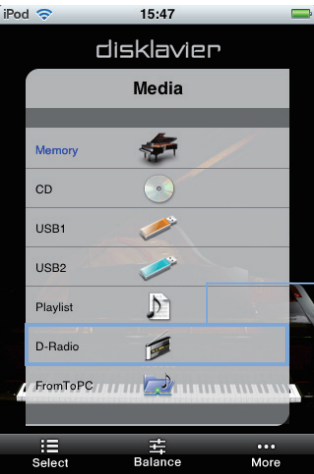 iPod 15:47
disklavier
Media
Memory
CD
USB1
USB2
Playlist
D-Radio
FromToPC
Select Balance More